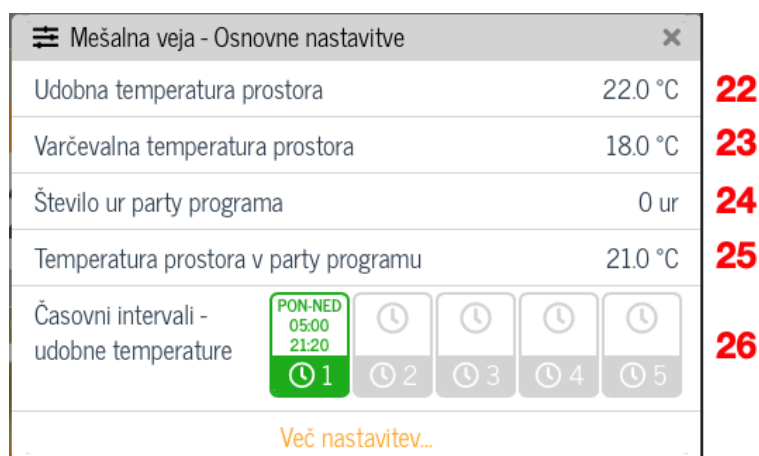 Mešalna veja - Osnovne nastavitve ×
Udobna temperatura prostora 22.0 °C 22
Varčevalna temperatura prostora 18.0 °C 23
Število ur party programa 0 ur 24
Temperatura prostora v party programu 21.0 °C 25
Časovni intervali -
udobne temperature
PON-NED
05:00
21:20
1 2 3 4 5
26
Več nastavitev...